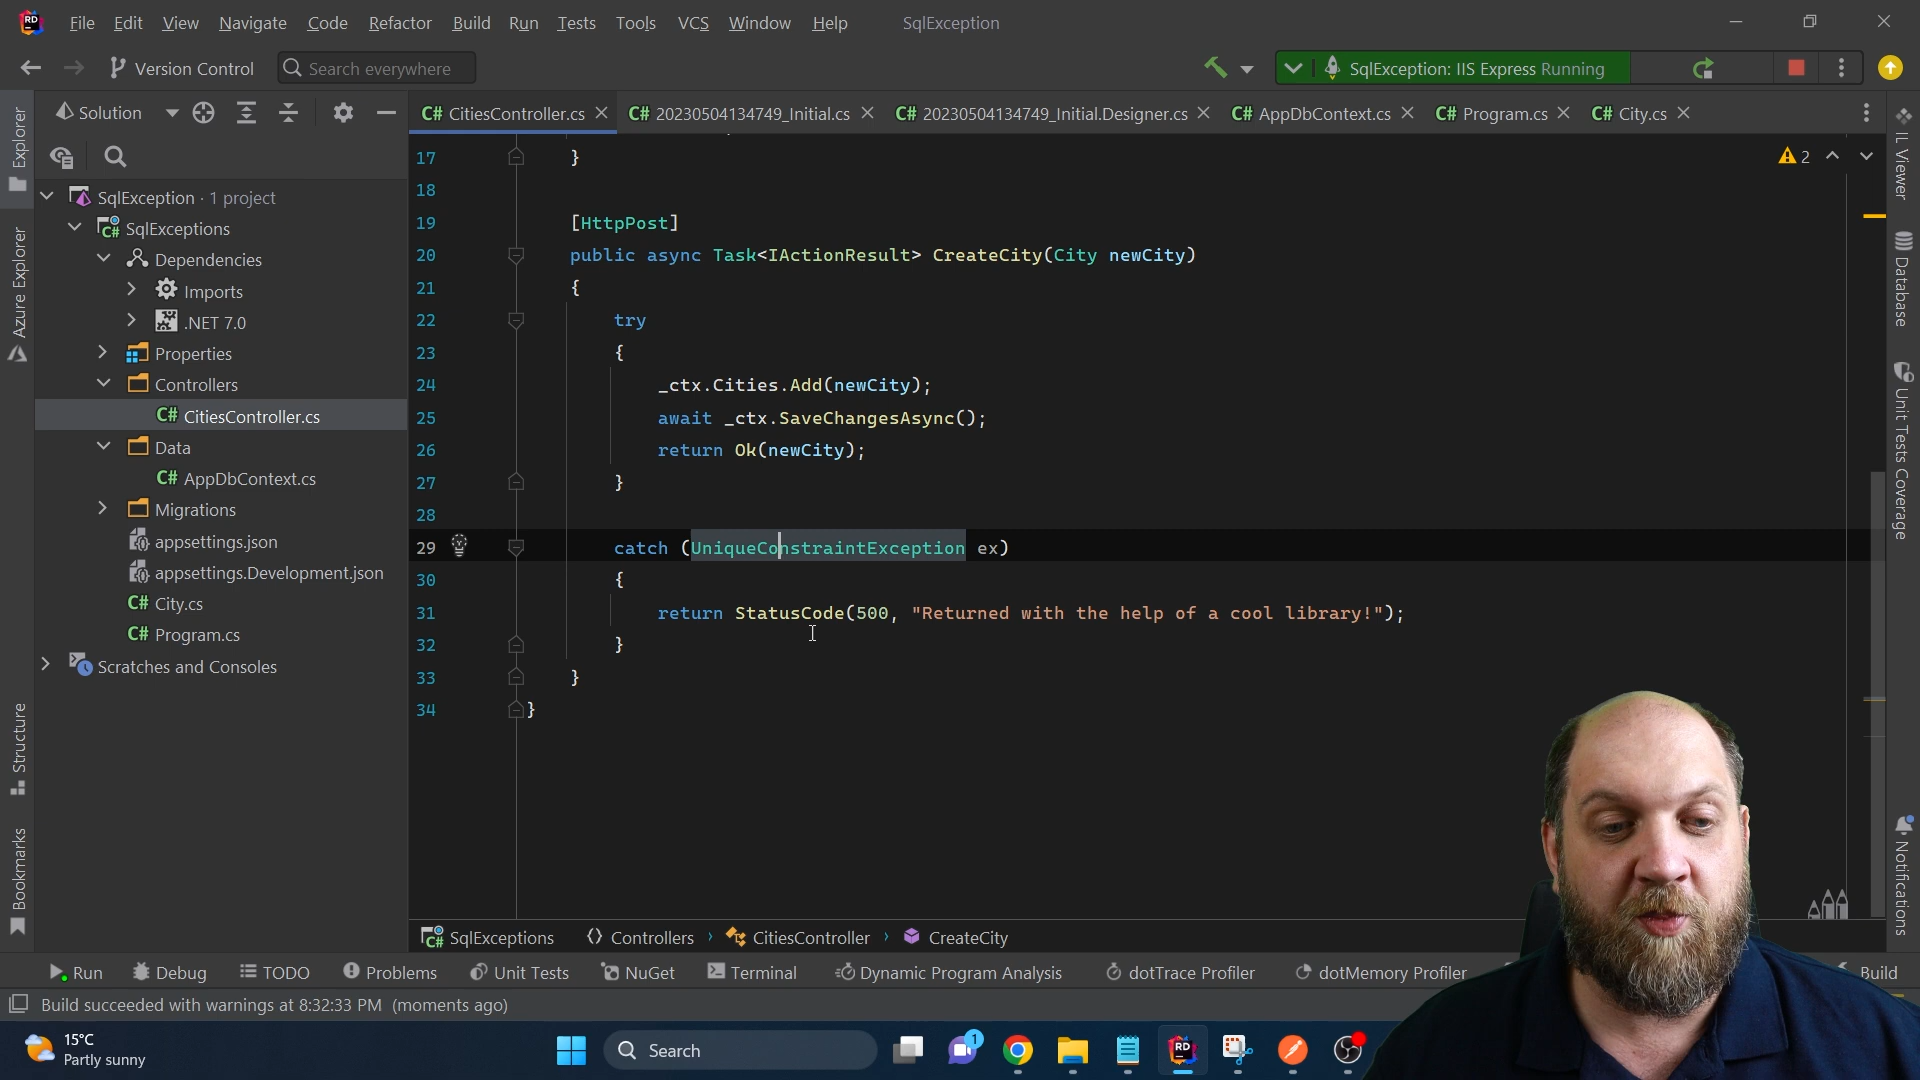 File Edit View Navigate Code Refactor Build Run Tests Tools VCS Window Help SqlException
Version Control Search everywhere SqlException: IIS Express Running
Solution
C# CitiesController.cs C# 20230504134749_Initial.cs C# 20230504134749_Initial.Designer.cs C# AppDbContext.cs C# Program.cs C# City.cs
Explorer
Azure Explorer
Structure
Bookmarks
SqlException · 1 project
C# SqlExceptions
Dependencies
Imports
.NET 7.0
Properties
Controllers
C# CitiesController.cs
Data
C# AppDbContext.cs
Migrations
appsettings.json
appsettings.Development.json
C# City.cs
C# Program.cs
Scratches and Consoles
2
17 }
18
19 [HttpPost]
20 public async Task<IActionResult> CreateCity(City newCity)
21 {
22 try
23 {
24 _ctx.Cities.Add(newCity);
25 await _ctx.SaveChangesAsync();
26 return Ok(newCity);
27 }
28
29 catch (UniqueConstraintException ex)
30 {
31 return StatusCode(500, "Returned with the help of a cool library!");
32 }
33 }
34 }
IL Viewer
Database
Unit Tests Coverage
Notifications
C# SqlExceptions Controllers › CitiesController › CreateCity
Run Debug TODO Problems Unit Tests NuGet Terminal Dynamic Program Analysis dotTrace Profiler dotMemory Profiler Build
Build succeeded with warnings at 8:32:33 PM (moments ago)
15°C
Partly sunny
Search
1
RD